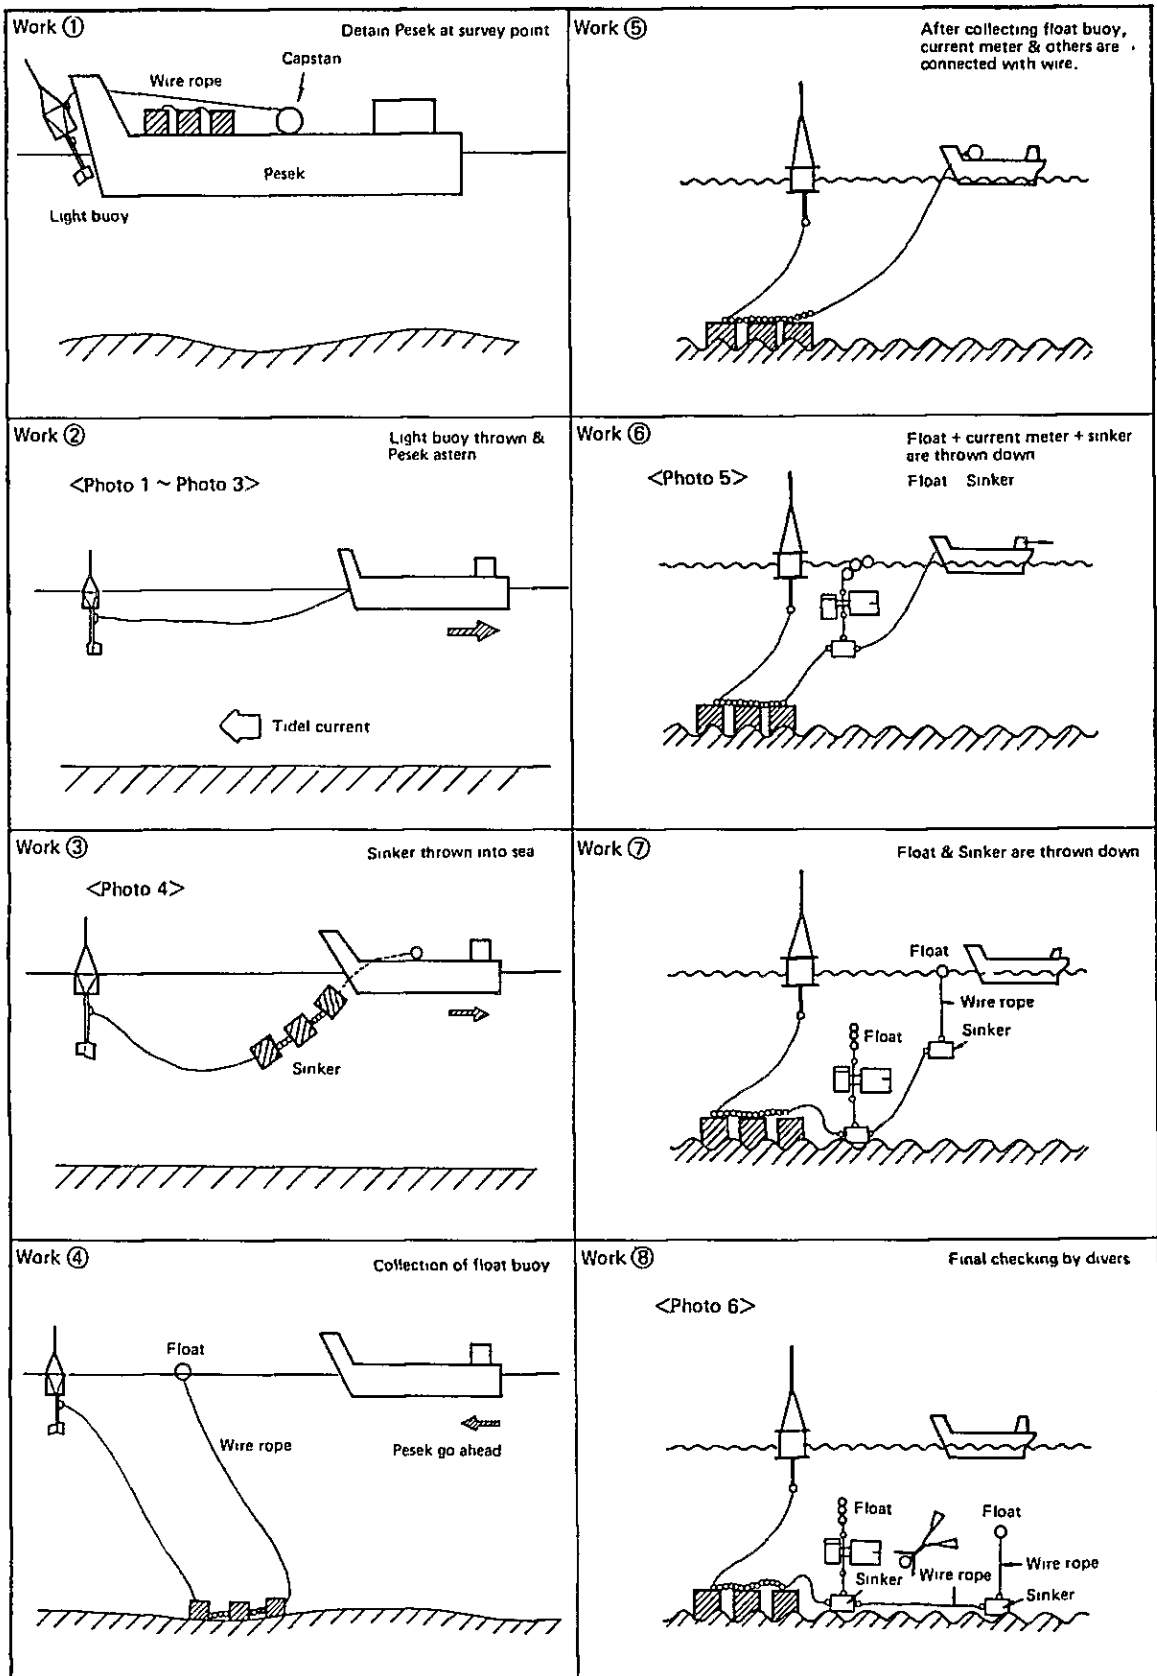 Work ①
Detain Pesek at survey point
Capstan
Wire rope
Pesek
Light buoy
Work ②
Light buoy thrown &
Pesek astern
<Photo 1 ~ Photo 3>
Tidel current
Work ③
Sinker thrown into sea
<Photo 4>
Sinker
Work ④
Collection of float buoy
Float
Wire rope
Pesek go ahead
Work ⑤
After collecting float buoy,
current meter & others are
connected with wire.
Work ⑥
Float + current meter + sinker
are thrown down
<Photo 5>
Float Sinker
Work ⑦
Float & Sinker are thrown down
Float
Wire rope
Sinker
Float
Work ⑧
Final checking by divers
<Photo 6>
Float
Float
Wire rope
Sinker
Wire rope
Sinker